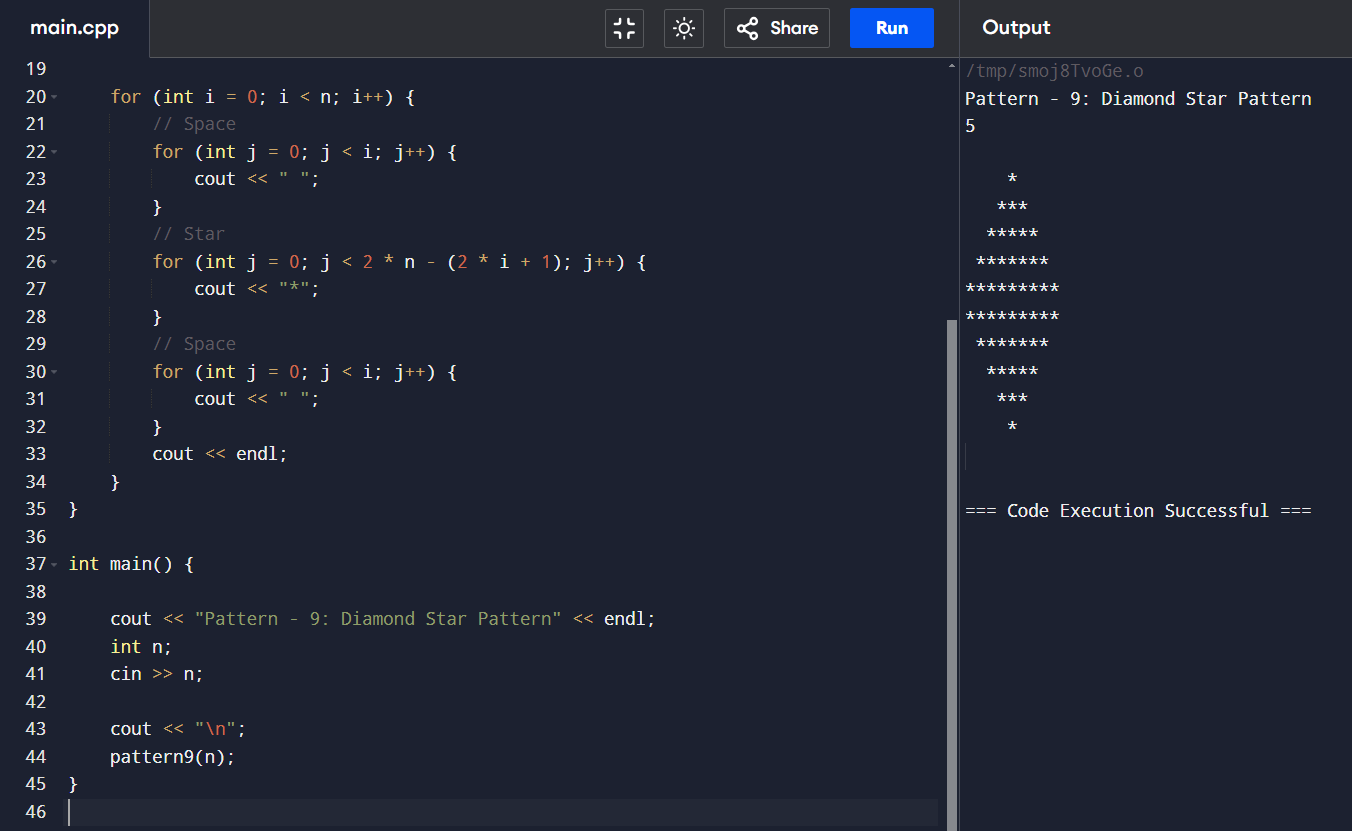 main.cpp
Share
Run
Output
19
20 for (int i = 0; i < n; i++) {
21 // Space
22 for (int j = 0; j < i; j++) {
23 cout << " ";
24 }
25 // Star
26 for (int j = 0; j < 2 * n - (2 * i + 1); j++) {
27 cout << "*";
28 }
29 // Space
30 for (int j = 0; j < i; j++) {
31 cout << " ";
32 }
33 cout << endl;
34 }
35 }
36
37 int main() {
38
39 cout << "Pattern - 9: Diamond Star Pattern" << endl;
40 int n;
41 cin >> n;
42
43 cout << "\n";
44 pattern9(n);
45 }
46
/tmp/smoj8TvoGe.o
Pattern - 9: Diamond Star Pattern
5
    *
   ***
  *****
 *******
*********
*********
 *******
  *****
   ***
    *
=== Code Execution Successful ===